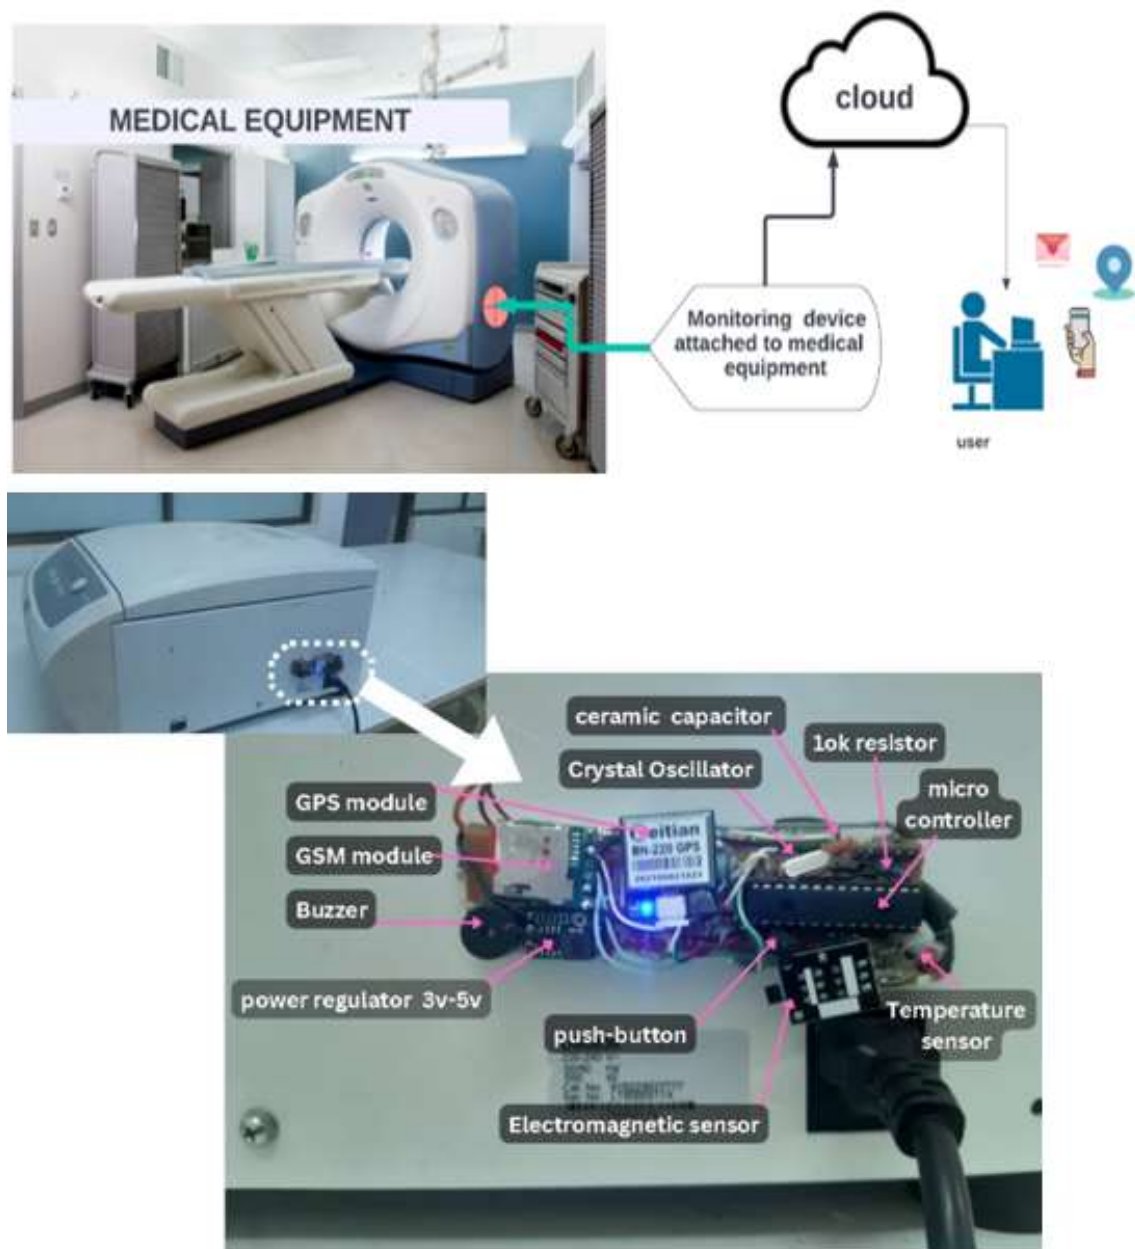 MEDICAL EQUIPMENT
cloud
Monitoring device
attached to medical
equipment
user
ceramic capacitor
1ok resistor
Crystal Oscillator
micro
controller
GPS module
GSM module
Buzzer
BN-220 GPS
power regulator 3v-5v
push-button
Temperature
sensor
Electromagnetic sensor